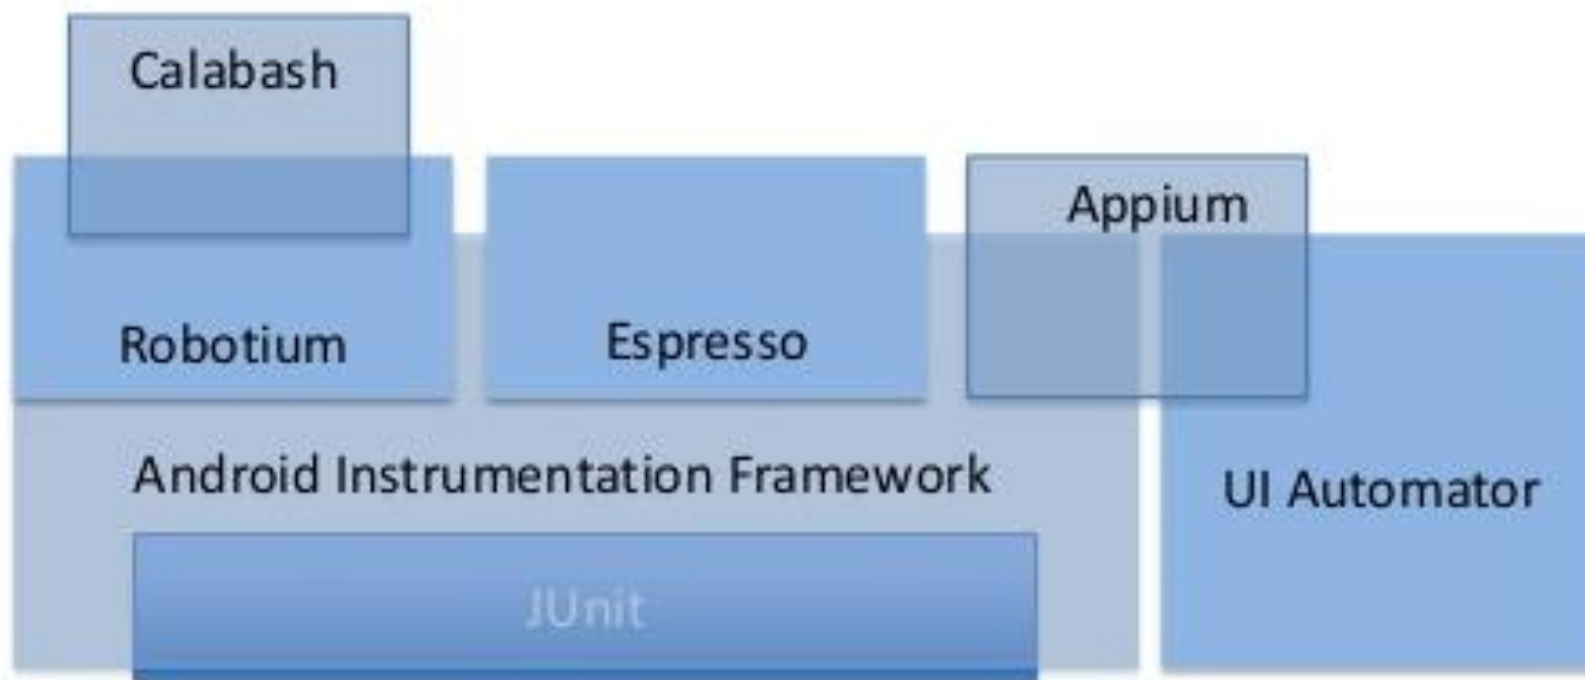 Calabash
Appium
Robotium
Espresso
Android Instrumentation Framework
UI Automator
JUnit